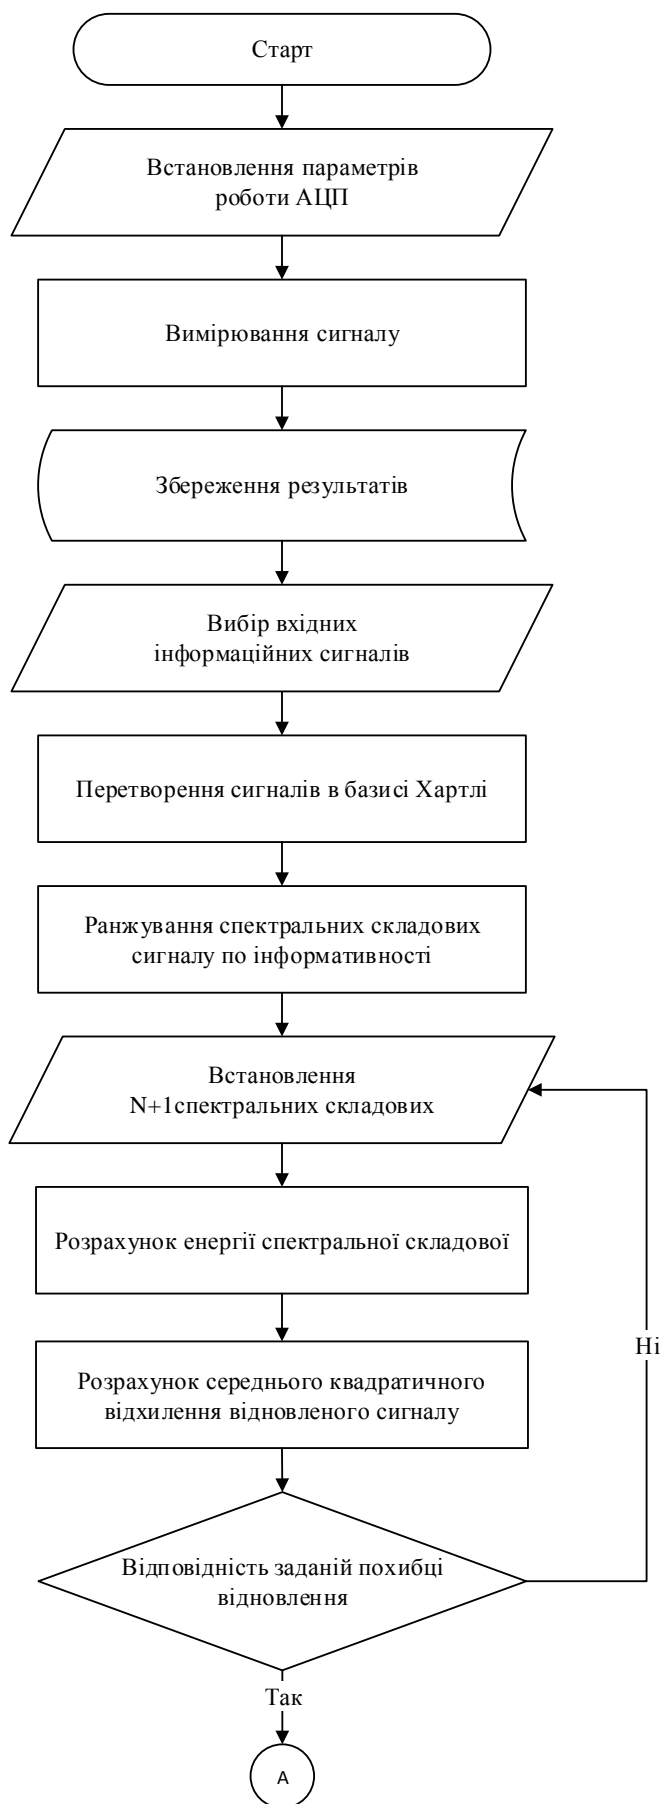 Старт
Встановлення параметрів
роботи АЦП
Вимірювання сигналу
Збереження результатів
Вибір вхідних
інформаційних сигналів
Перетворення сигналів в базисі Хартлі
Ранжування спектральних складових
сигналу по інформативності
Встановлення
N+1спектральних складових
Розрахунок енергії спектральної складової
Ні
Розрахунок середнього квадратичного
відхилення відновленого сигналу
Відповідність заданій похибці
відновлення
Так
А